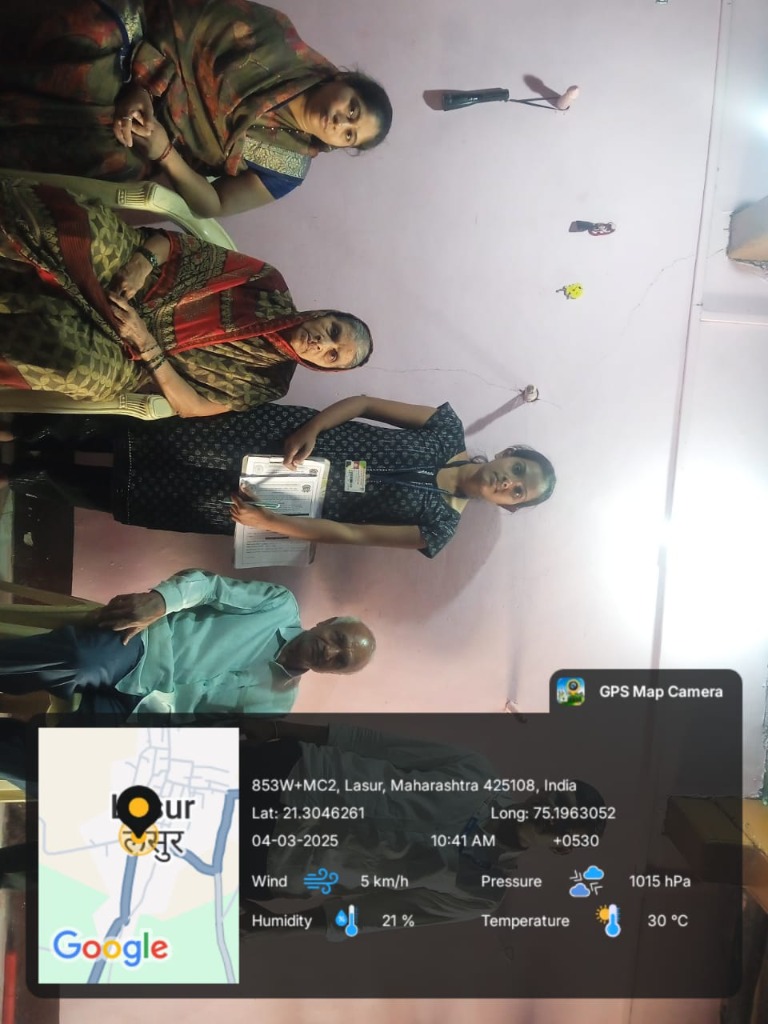 GPS Map Camera
853W+MC2, Lasur, Maharashtra 425108, India
Lat: 21.3046261 Long: 75.1963052
04-03-2025 10:41 AM +0530
Wind 5 km/h Pressure 1015 hPa
Humidity 21 % Temperature 30 °C
लासुर
Google